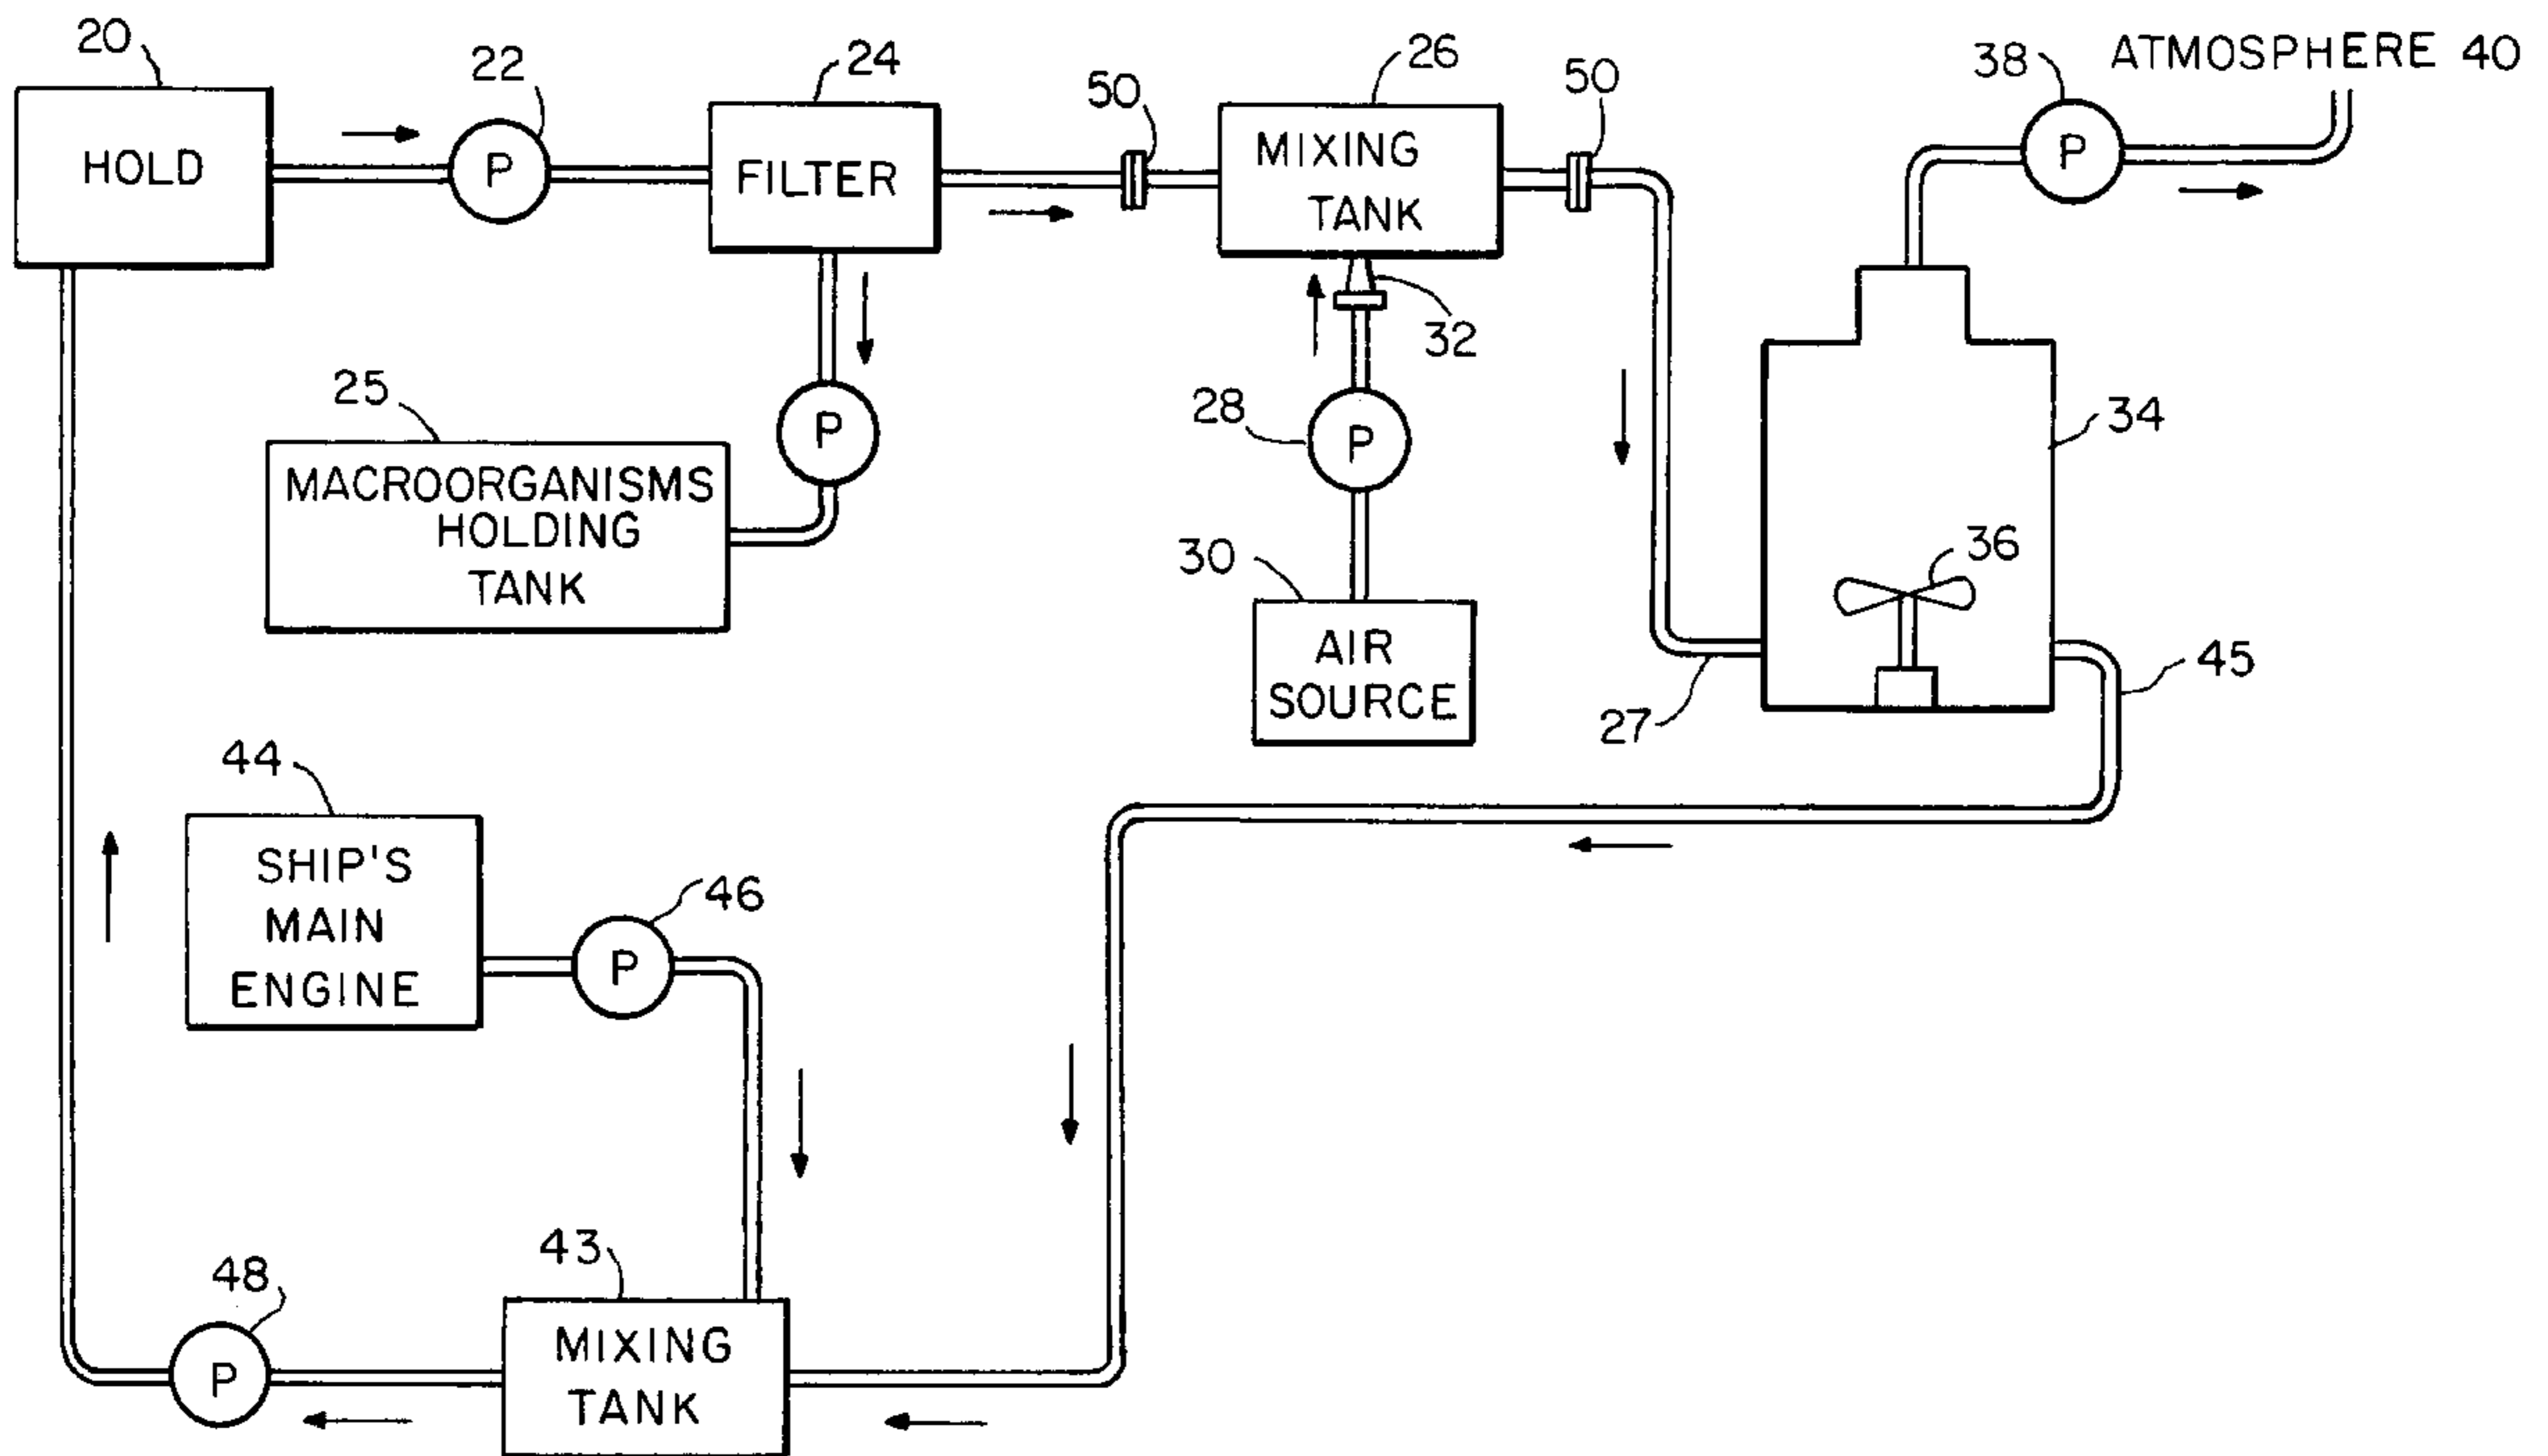 20
22
24
50
26
50
38
ATMOSPHERE 40
HOLD
P
FILTER
MIXING
TANK
P
32
25
P
28
P
34
MACROORGANISMS
HOLDING
TANK
30
36
AIR
SOURCE
27
45
44
SHIP'S
MAIN
ENGINE
46
P
43
48
P
MIXING
TANK